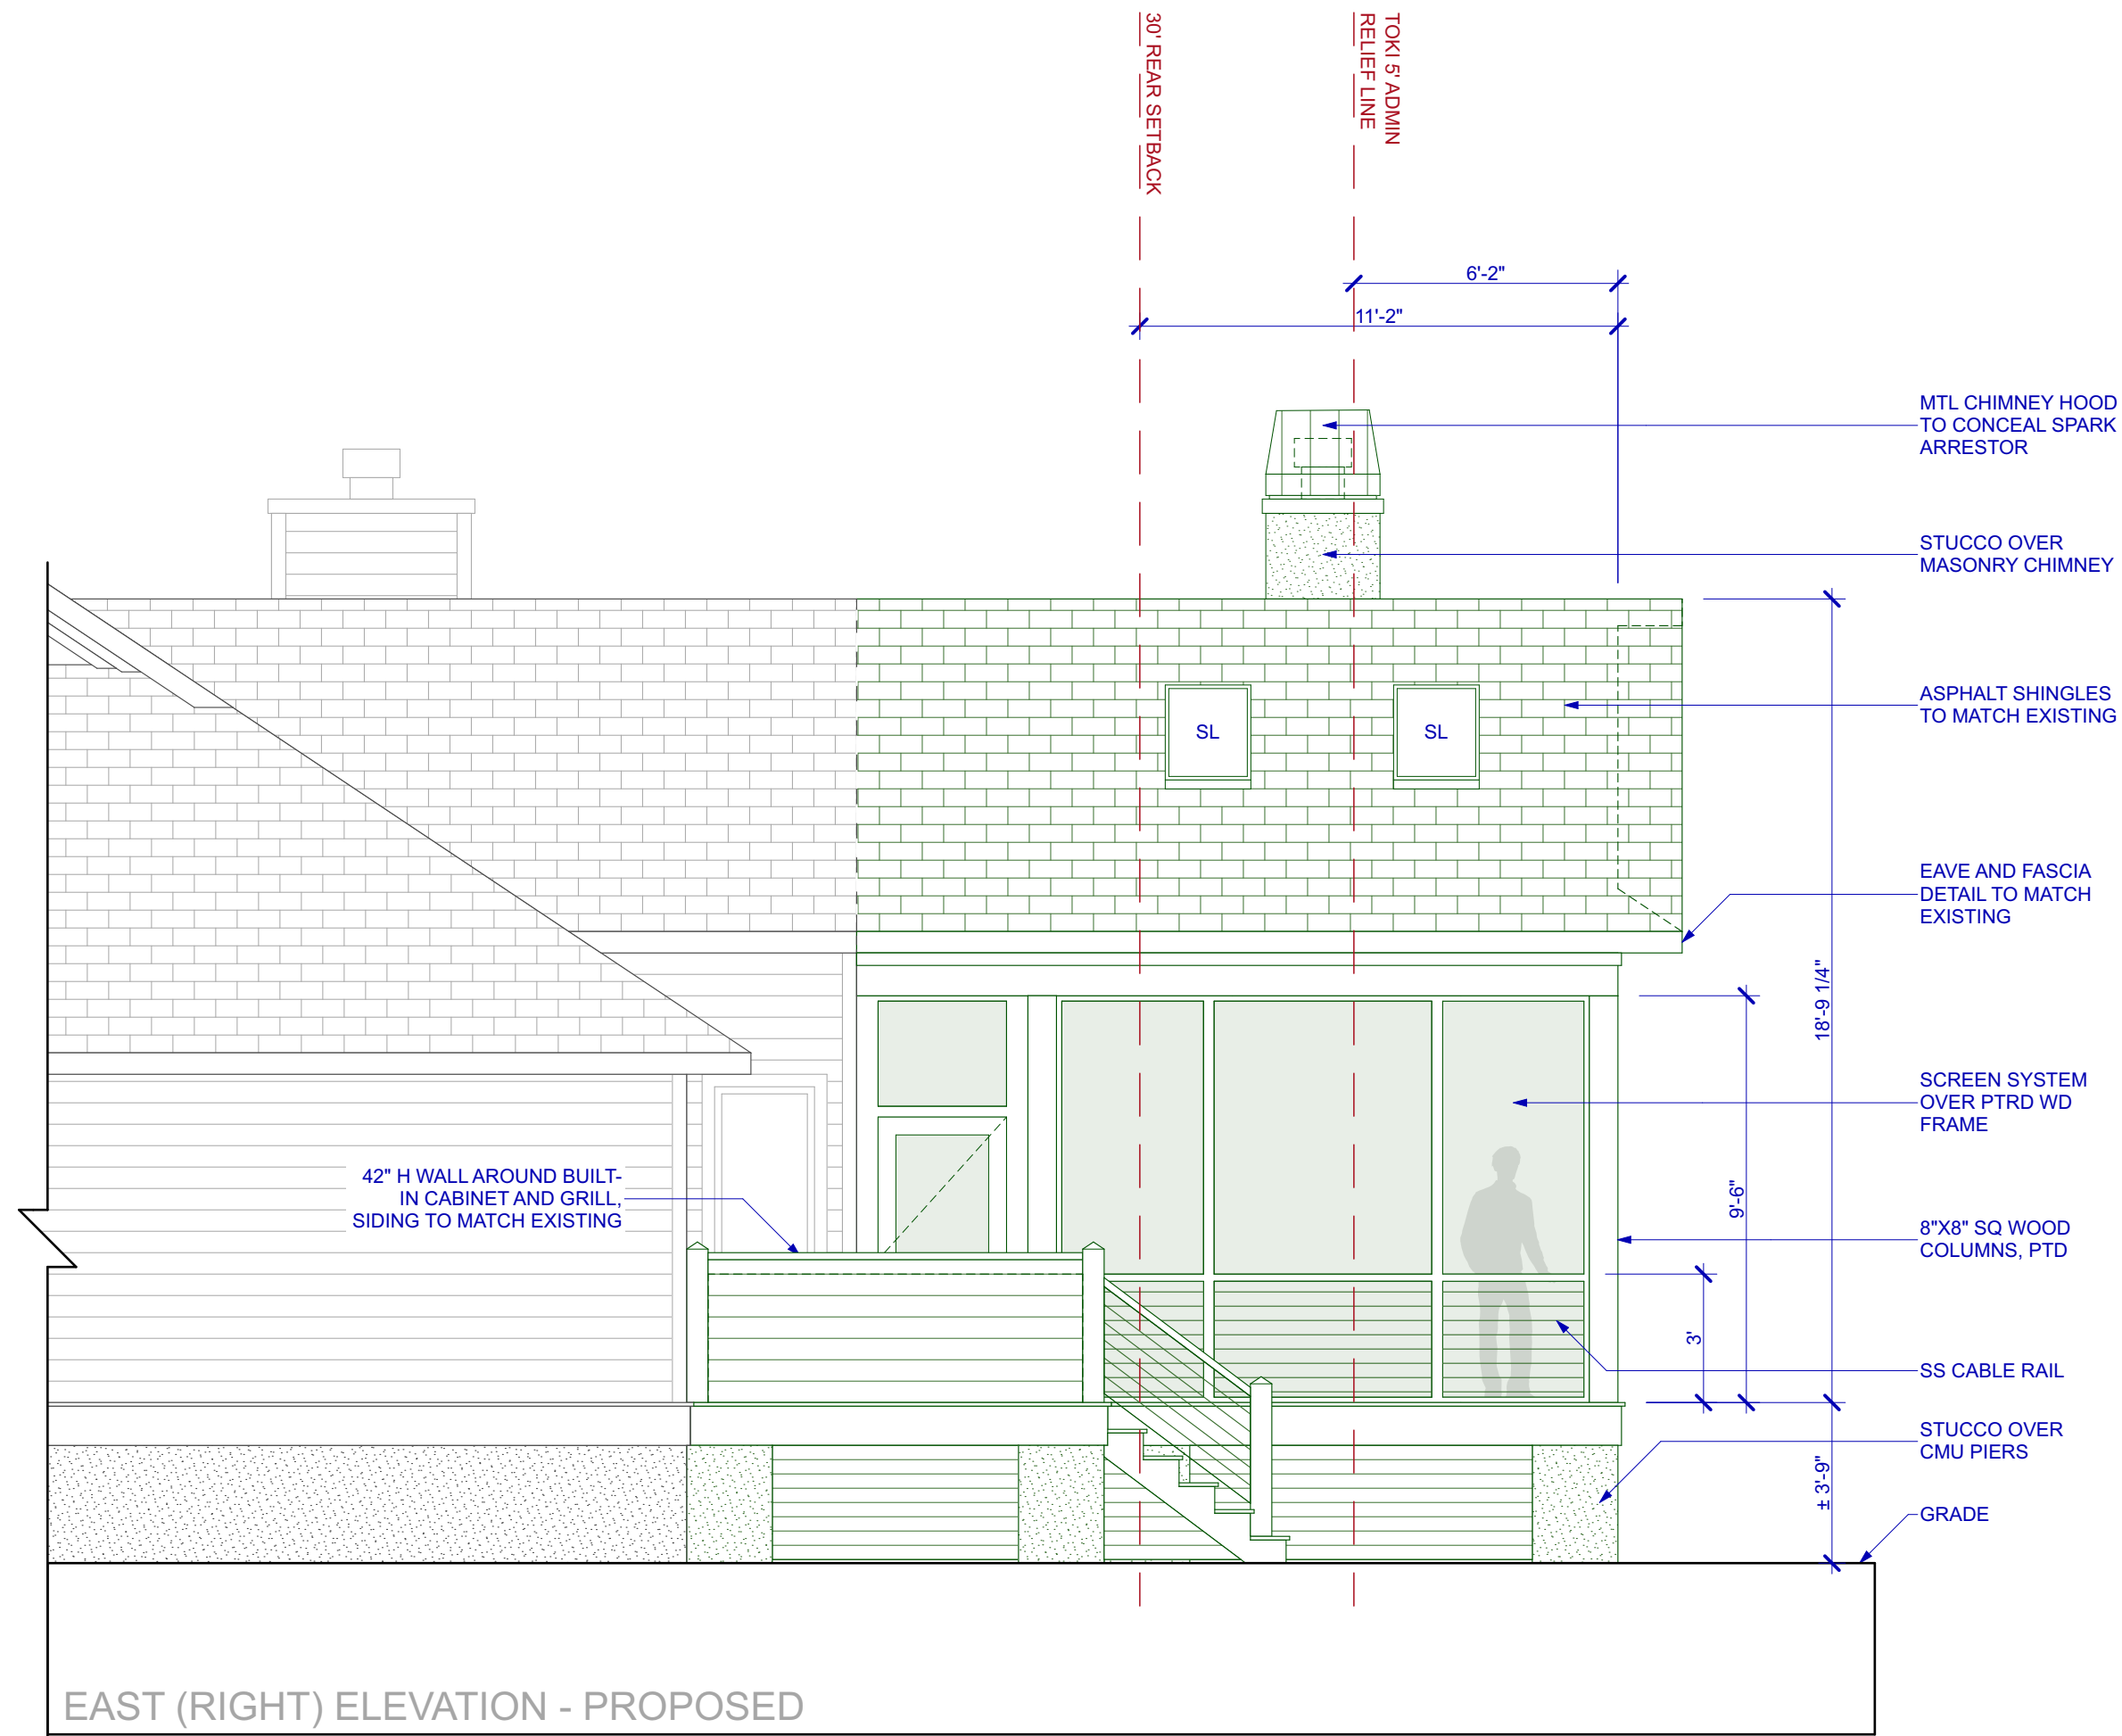 30' REAR SETBACK
TOKI 5' ADMIN
RELIEF LINE
6'-2"
11'-2"
MTL CHIMNEY HOOD
TO CONCEAL SPARK
ARRESTOR
STUCCO OVER
MASONRY CHIMNEY
ASPHALT SHINGLES
TO MATCH EXISTING
SL
SL
EAVE AND FASCIA
DETAIL TO MATCH
EXISTING
18'-9 1/4"
SCREEN SYSTEM
OVER PTRD WD
FRAME
42" H WALL AROUND BUILT-
IN CABINET AND GRILL,
SIDING TO MATCH EXISTING
9'-6"
8"X8" SQ WOOD
COLUMNS, PTD
3'
SS CABLE RAIL
STUCCO OVER
CMU PIERS
± 3'-9"
GRADE
EAST (RIGHT) ELEVATION - PROPOSED